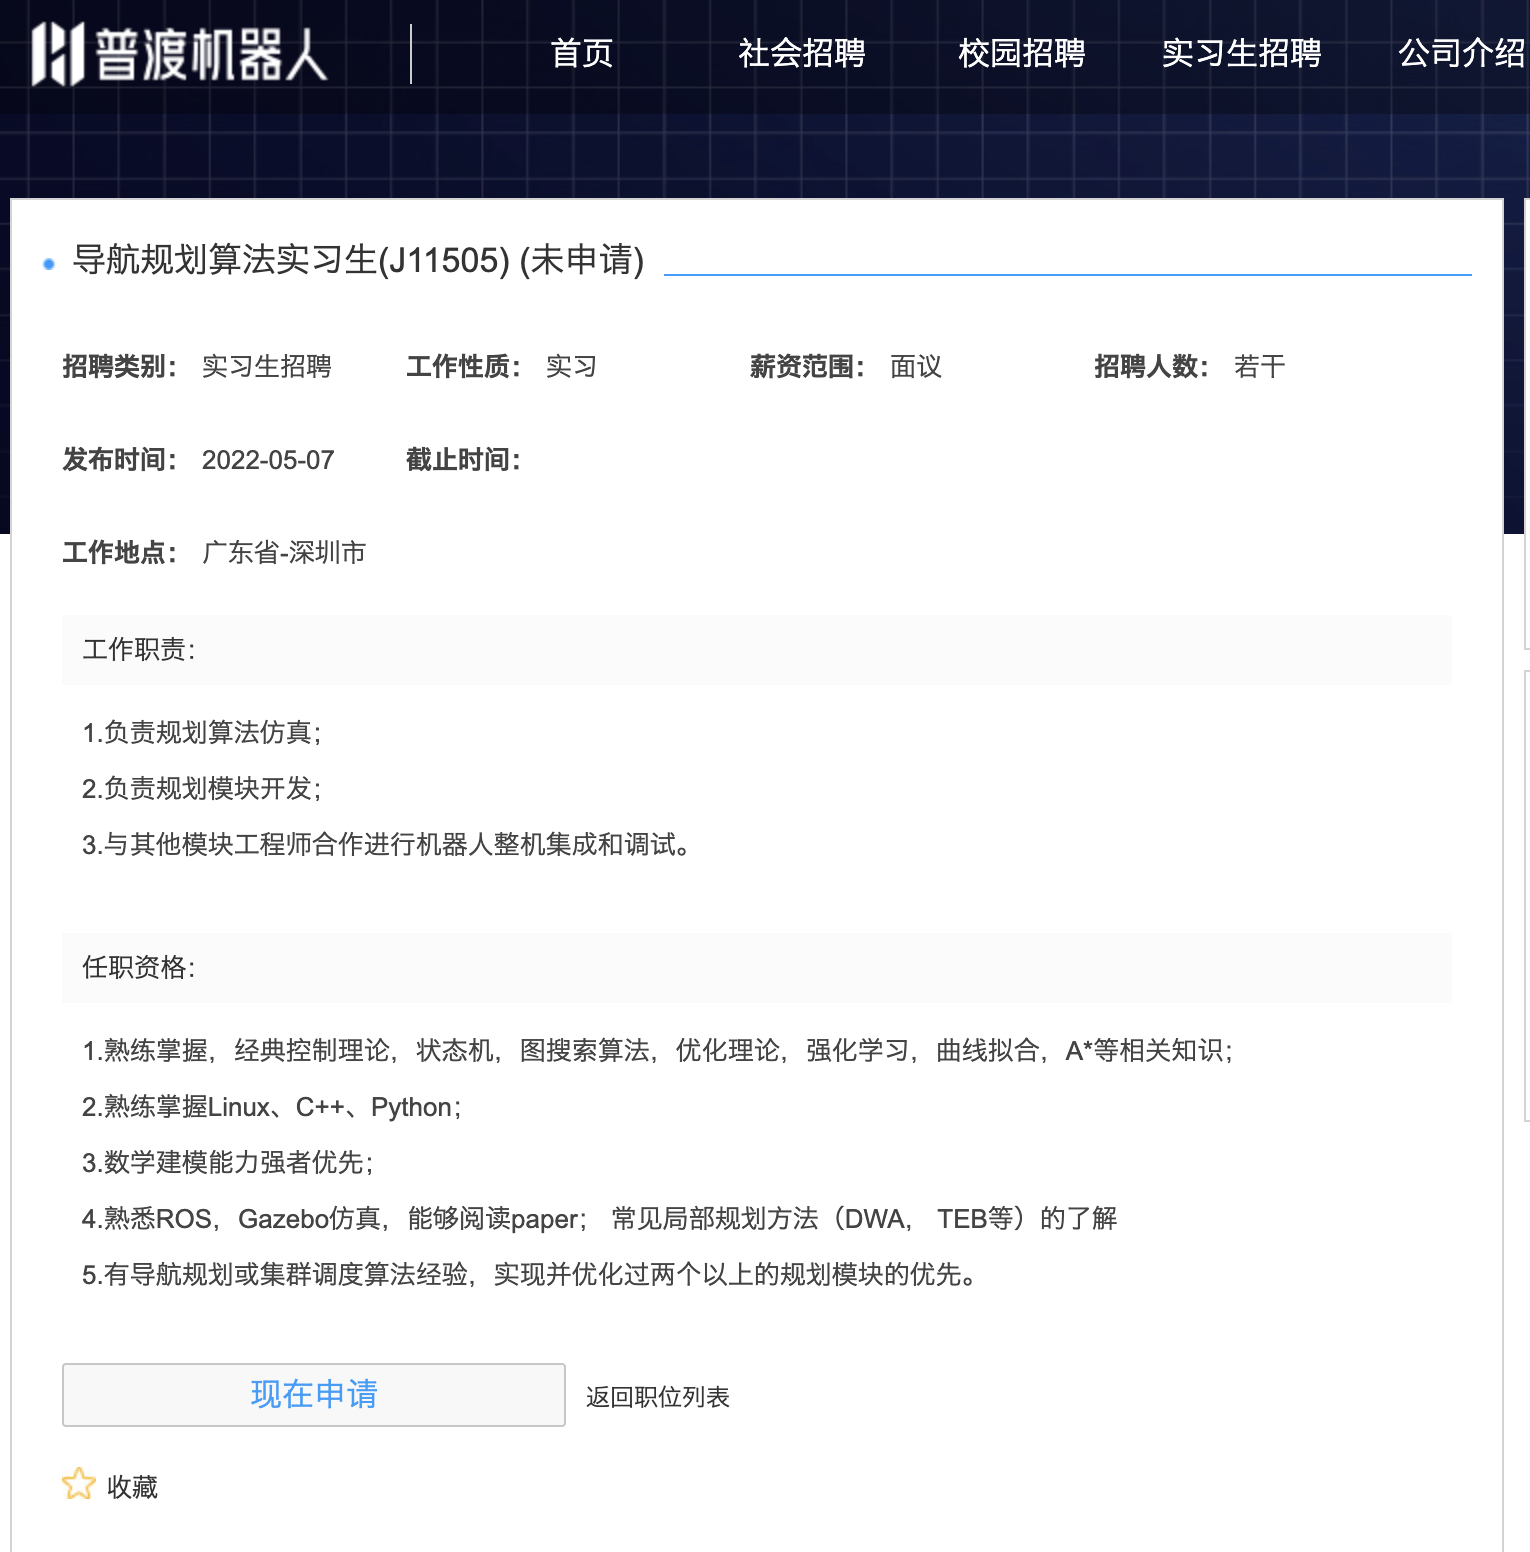 普渡机器人
首页 社会招聘 校园招聘 实习生招聘 公司介绍
导航规划算法实习生(J11505) (未申请)
招聘类别： 实习生招聘 工作性质： 实习 薪资范围： 面议 招聘人数： 若干
发布时间： 2022-05-07 截止时间：
工作地点： 广东省-深圳市
工作职责：
1.负责规划算法仿真；
2.负责规划模块开发；
3.与其他模块工程师合作进行机器人整机集成和调试。
任职资格：
1.熟练掌握，经典控制理论，状态机，图搜索算法，优化理论，强化学习，曲线拟合，A*等相关知识；
2.熟练掌握Linux、C++、Python；
3.数学建模能力强者优先；
4.熟悉ROS，Gazebo仿真，能够阅读paper； 常见局部规划方法（DWA， TEB等）的了解
5.有导航规划或集群调度算法经验，实现并优化过两个以上的规划模块的优先。
现在申请 返回职位列表
收藏